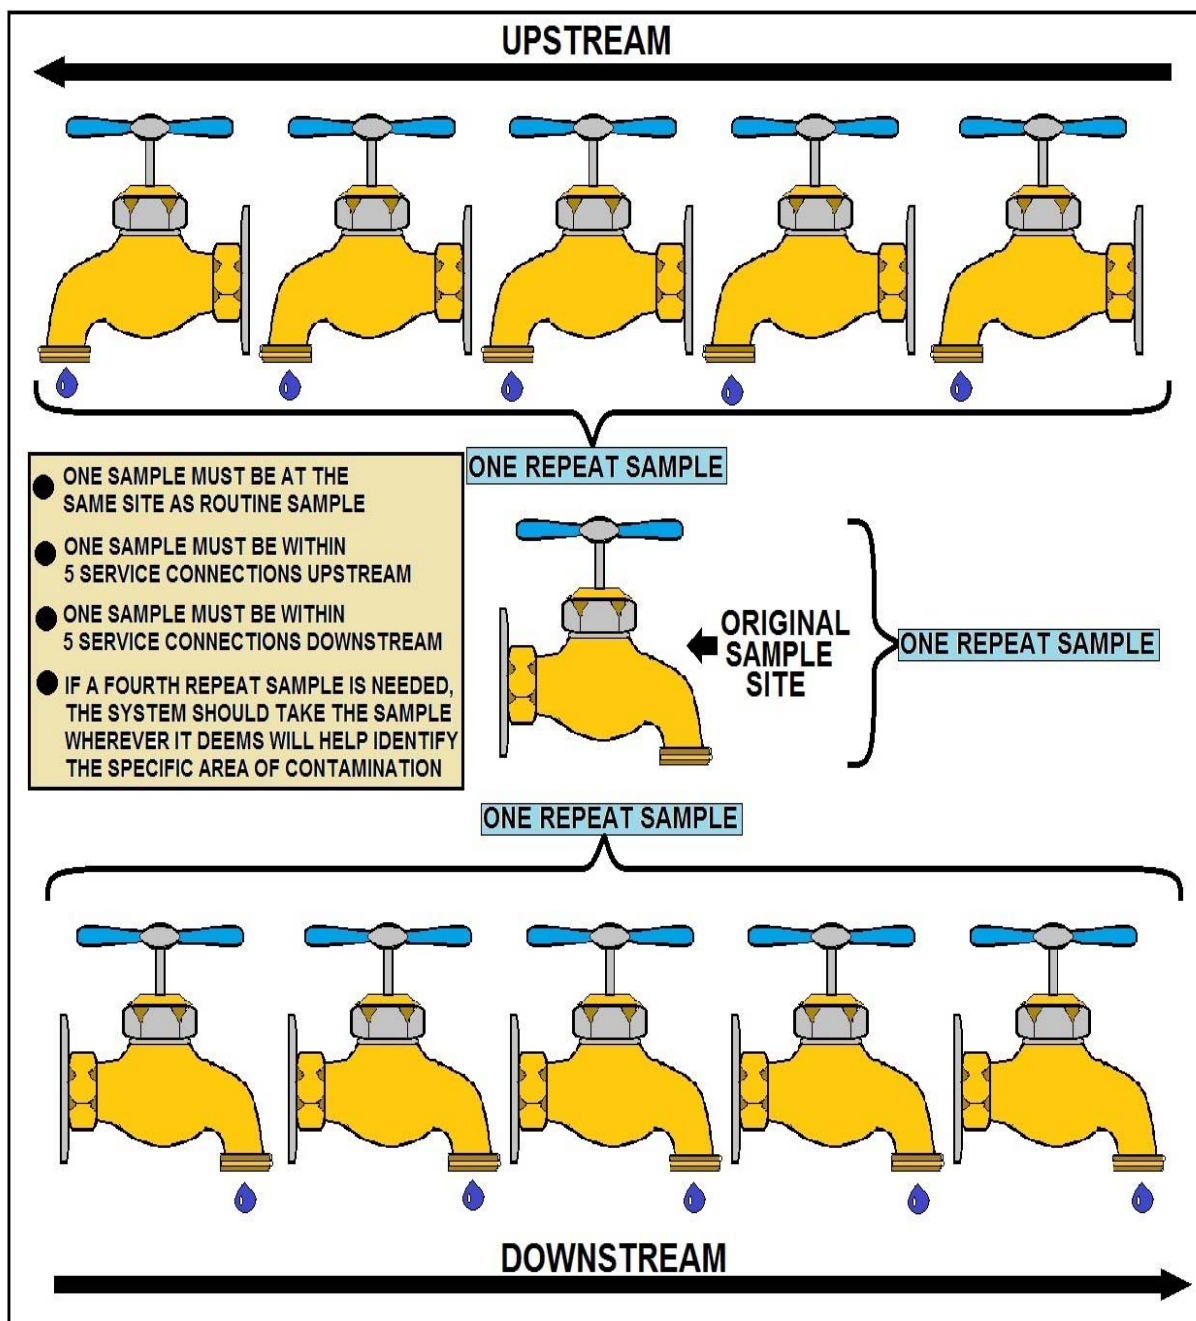 UPSTREAM
ONE REPEAT SAMPLE
● ONE SAMPLE MUST BE AT THE
SAME SITE AS ROUTINE SAMPLE
● ONE SAMPLE MUST BE WITHIN
5 SERVICE CONNECTIONS UPSTREAM
● ONE SAMPLE MUST BE WITHIN
5 SERVICE CONNECTIONS DOWNSTREAM
● IF A FOURTH REPEAT SAMPLE IS NEEDED,
THE SYSTEM SHOULD TAKE THE SAMPLE
WHEREVER IT DEEMS WILL HELP IDENTIFY
THE SPECIFIC AREA OF CONTAMINATION
ORIGINAL
SAMPLE
SITE
ONE REPEAT SAMPLE
ONE REPEAT SAMPLE
DOWNSTREAM